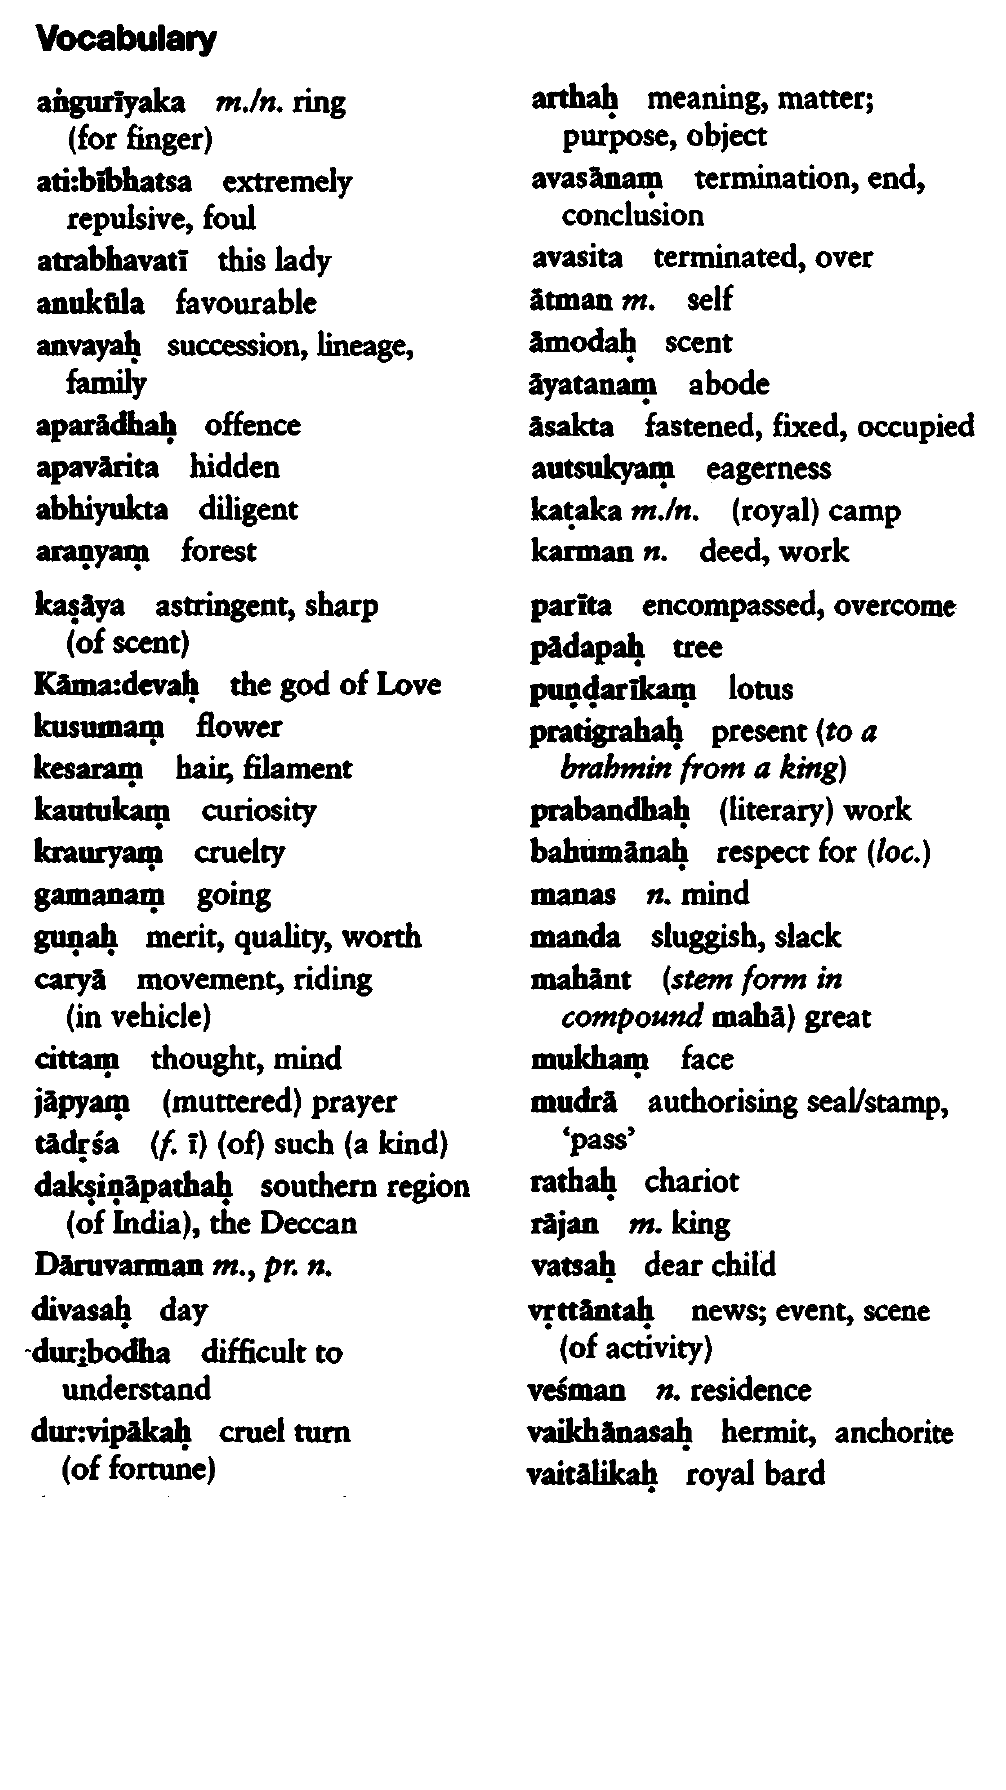 Vocabulary
aṅgurīyaka m./n. ring
(for finger)
ati:bībhatsa extremely
repulsive, foul
atrabhavatī this lady
anukūla favourable
anvayaḥ succession, lineage,
family
aparādhaḥ offence
apavārita hidden
abhiyukta diligent
araṇyaṃ forest
arthaḥ meaning, matter;
purpose, object
avasānaṃ termination, end,
conclusion
avasita terminated, over
ātman m. self
āmodaḥ scent
āyatanaṃ abode
āsakta fastened, fixed, occupied
autsukyaṃ eagerness
kaṭaka m./n. (royal) camp
karman n. deed, work
kaṣāya astringent, sharp
(of scent)
Kāma:devaḥ the god of Love
kusumaṃ flower
kesaraṃ hair, filament
kautukaṃ curiosity
krauryaṃ cruelty
gamanaṃ going
guṇaḥ merit, quality, worth
caryā movement, riding
(in vehicle)
cittaṃ thought, mind
jāpyaṃ (muttered) prayer
tādṛśa (f. ī) (of) such (a kind)
dakṣiṇāpathaḥ southern region
(of India), the Deccan
Dāruvarman m., pr. n.
divasaḥ day
dur:bodha difficult to
understand
dur:vipākaḥ cruel turn
(of fortune)
parīta encompassed, overcome
pādapaḥ tree
puṇḍarīkaṃ lotus
pratigrahaḥ present (to a
brahmin from a king)
prabandhaḥ (literary) work
bahumānaḥ respect for (loc.)
manas n. mind
manda sluggish, slack
mahānt (stem form in
compound mahā) great
mukhaṃ face
mudrā authorising seal/stamp,
‘pass’
rathaḥ chariot
rājan m. king
vatsaḥ dear child
vṛttāntaḥ news; event, scene
(of activity)
veśman n. residence
vaikhānasaḥ hermit, anchorite
vaitālikaḥ royal bard